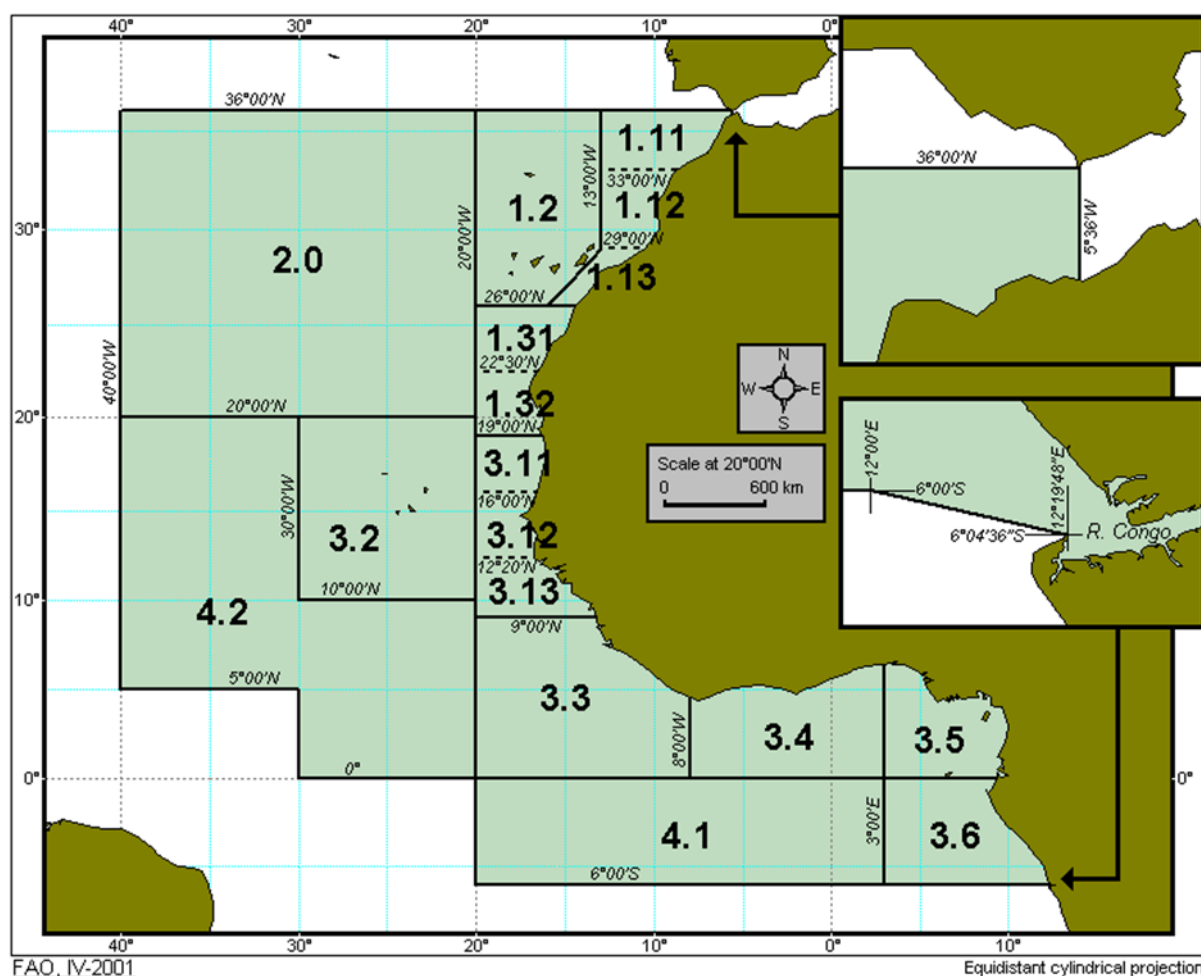 40° 30° 20° 10° 0°
36°00'N
36°00'N
1.11
13°00'W
33°00'N
1.2
1.12
20°00'W
5°36'W
30°
29°00'N
2.0
1.13
26°00'N
1.31
22°30'N
40°00'W
N
W E
S
1.32
20°00'N
20°
19°00'N
12°00'E
3.11
Scale at 20°00'N
0 600 km
16°00'N
30°00'W
6°00'S
12°19'48"E
3.2
3.12
6°04'36"S
R. Congo
12°20'N
3.13
10°00'N
10°
4.2
9°00'N
5°00'N
3.3
8°00'W
3.4
3.5
0°
0°
0°
4.1
3°00'E
3.6
6°00'S
40° 30° 20° 10° 0° 10°
FAO, IV-2001
Equidistant cylindrical projection